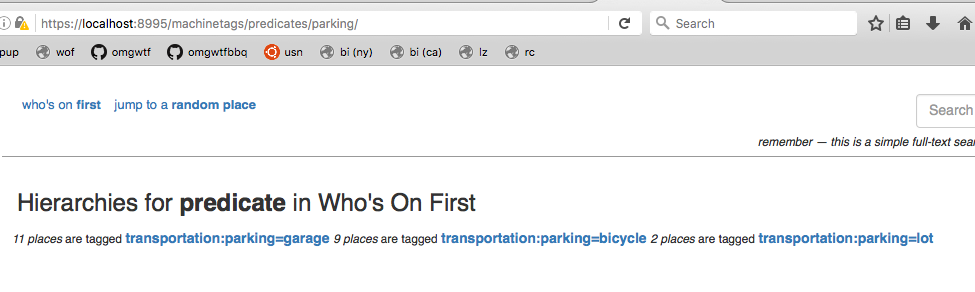 https://localhost:8995/machinetags/predicates/parking/
Search
pup wof omgwtf omgwtfbbq usn bi (ny) bi (ca) lz rc
who's on first jump to a random place
Search
remember — this is a simple full-text sear
Hierarchies for predicate in Who's On First
11 places are tagged transportation:parking=garage 9 places are tagged transportation:parking=bicycle 2 places are tagged transportation:parking=lot